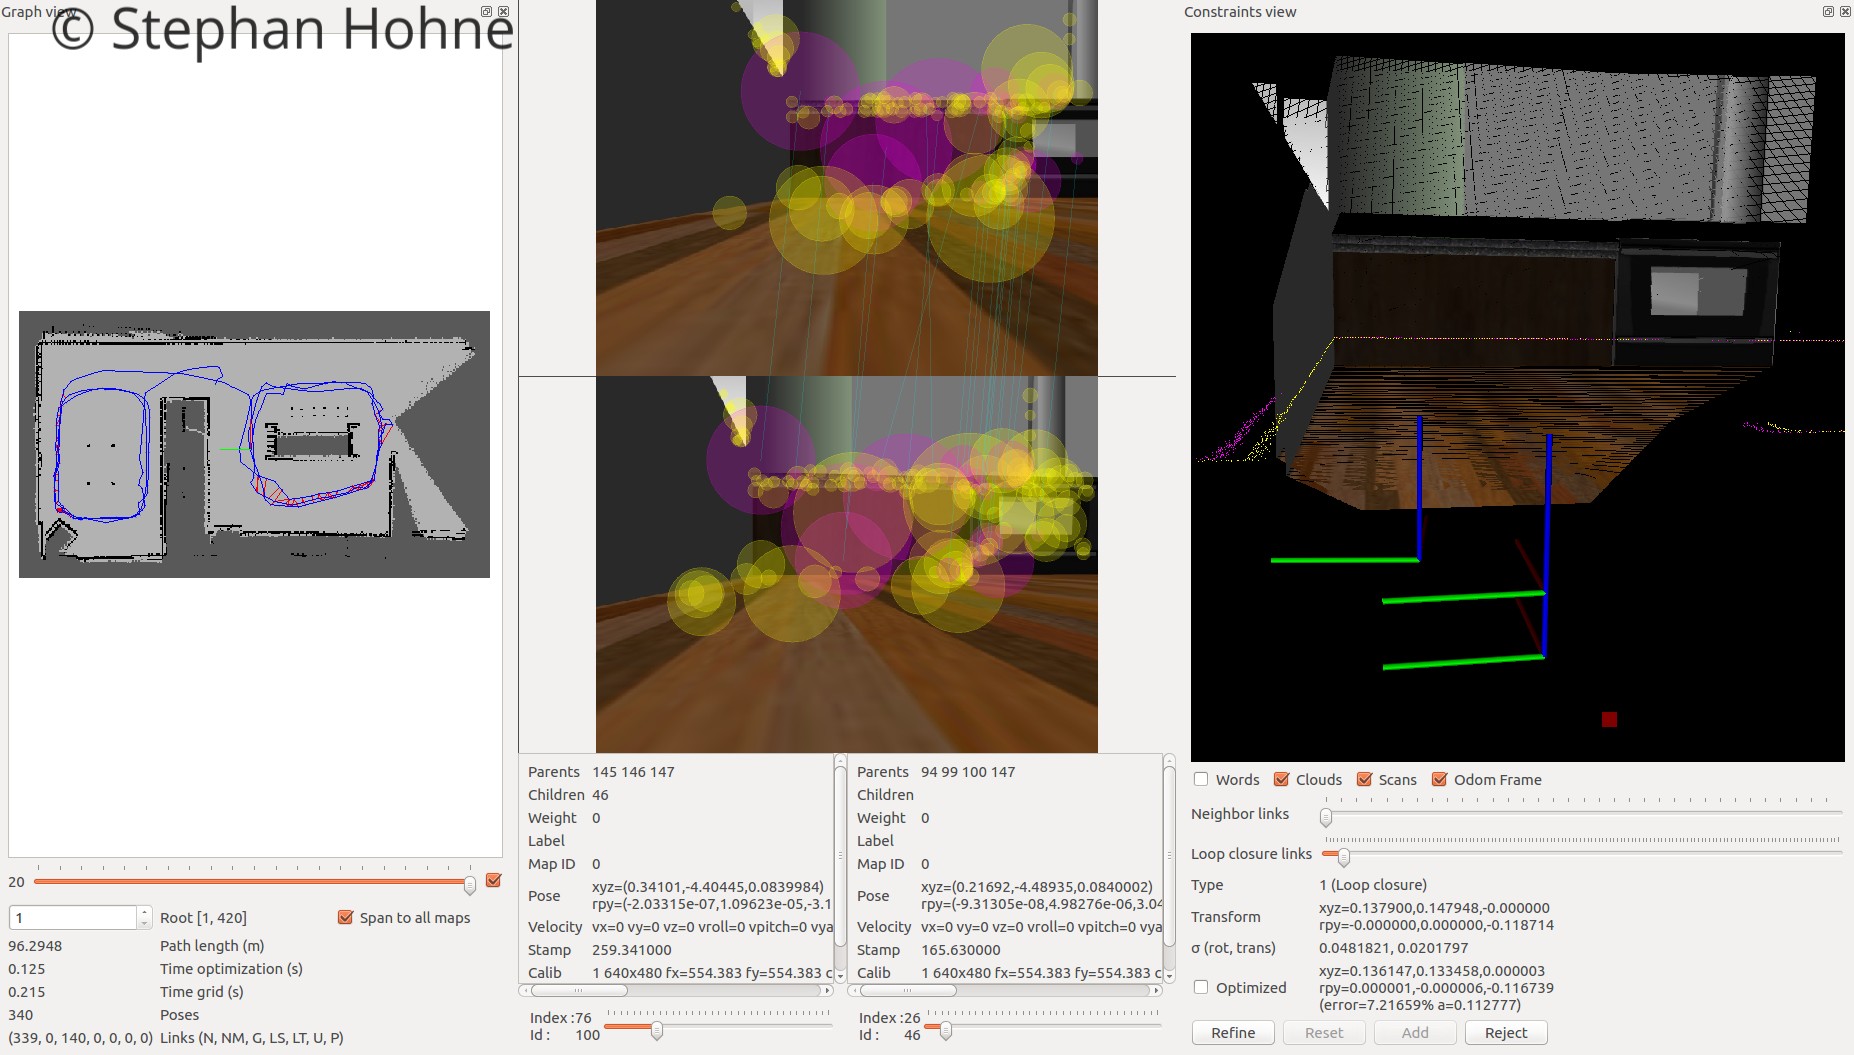 Graph view
© Stephan Hohne
Constraints view
20
1
Root [1, 420]
Span to all maps
96.2948 Path length (m)
0.125 Time optimization (s)
0.215 Time grid (s)
340 Poses
(339, 0, 140, 0, 0, 0, 0) Links (N, NM, G, LS, LT, U, P)
Parents 145 146 147
Children 46
Weight 0
Label
Map ID 0
Pose xyz=(0.34101,-4.40445,0.0839984)
rpy=(-2.03315e-07,1.09623e-05,-3.1
Velocity vx=0 vy=0 vz=0 vroll=0 vpitch=0 vya
Stamp 259.341000
Calib 1 640x480 fx=554.383 fy=554.383 c
Index :76
Id : 100
Parents 94 99 100 147
Children
Weight 0
Label
Map ID 0
Pose xyz=(0.21692,-4.48935,0.0840002)
rpy=(-9.31305e-08,4.98276e-06,3.04
Velocity vx=0 vy=0 vz=0 vroll=0 vpitch=0 vya
Stamp 165.630000
Calib 1 640x480 fx=554.383 fy=554.383 c
Index :26
Id : 46
Words Clouds Scans Odom Frame
Neighbor links
Loop closure links
Type 1 (Loop closure)
Transform xyz=0.137900,0.147948,-0.000000
rpy=-0.000000,0.000000,-0.118714
σ (rot, trans) 0.0481821, 0.0201797
Optimized xyz=0.136147,0.133458,0.000003
rpy=0.000001,-0.000006,-0.116739
(error=7.21659% a=0.112777)
Refine Reset Add Reject